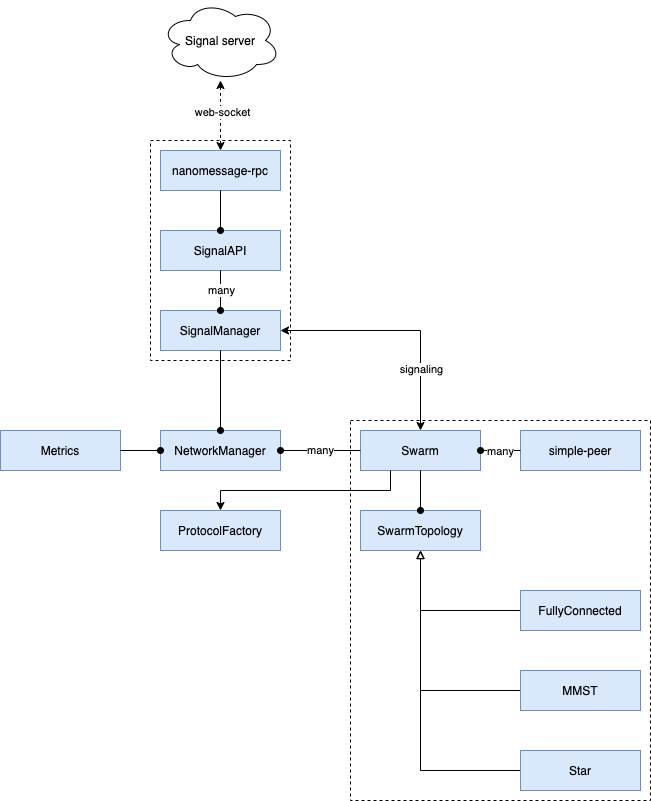 Signal server
web-socket
nanomessage-rpc
SignalAPI
many
SignalManager
signaling
Metrics
NetworkManager
many
Swarm
many
simple-peer
ProtocolFactory
SwarmTopology
FullyConnected
MMST
Star